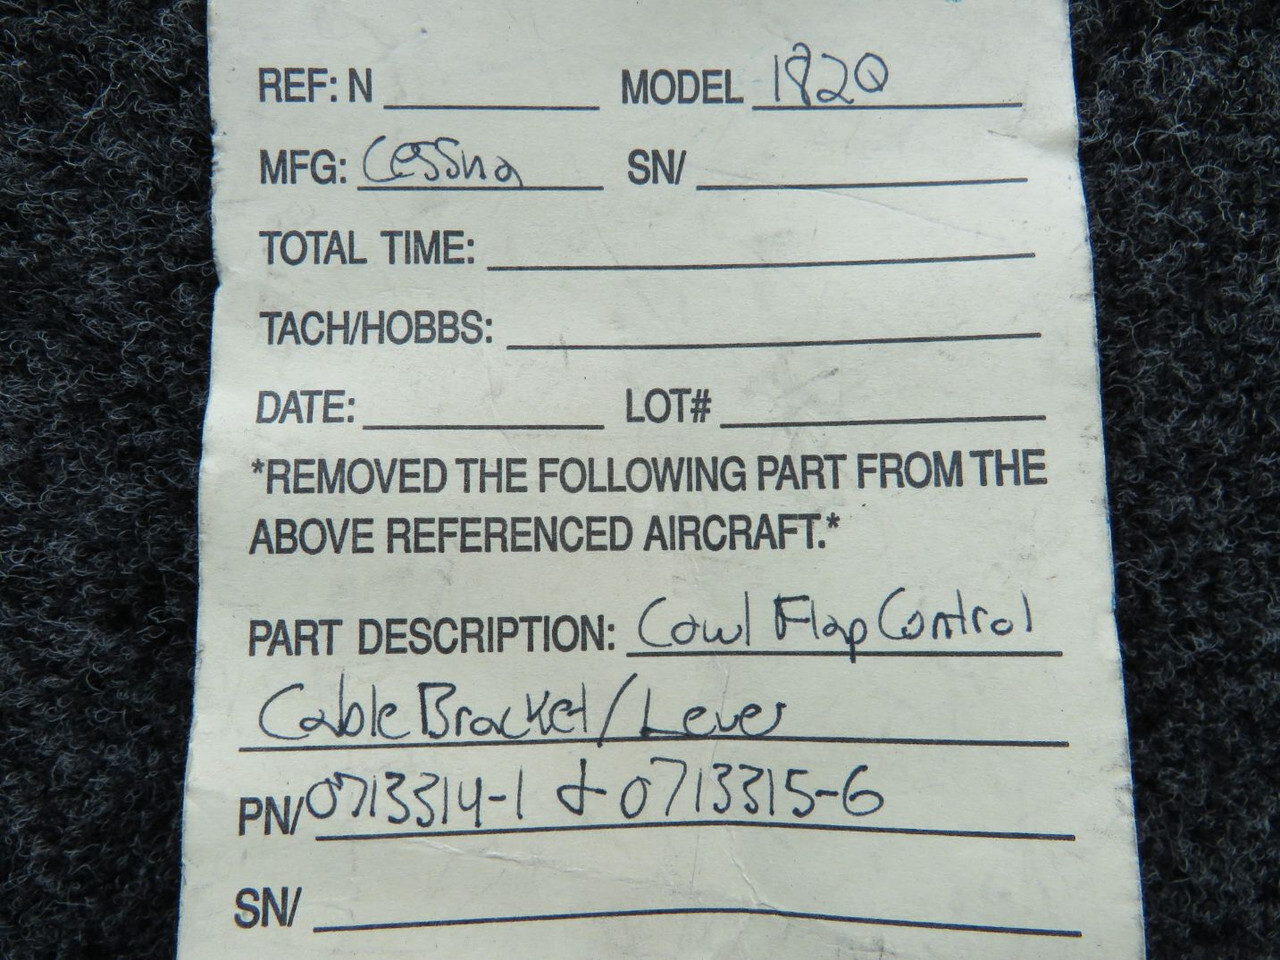 REF: N MODEL 182Q
MFG: Cessna SN/
TOTAL TIME:
TACH/HOBBS:
DATE: LOT#
*REMOVED THE FOLLOWING PART FROM THE
ABOVE REFERENCED AIRCRAFT.*
PART DESCRIPTION: Cowl Flap Control
Cable Bracket/Lever
PN/ 0713314-1 & 0713315-6
SN/